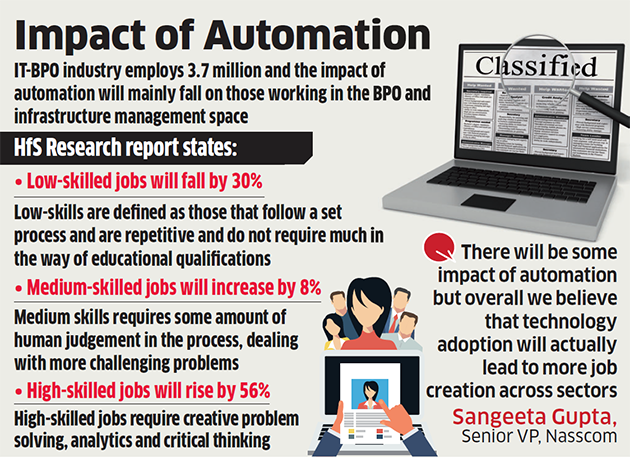 Impact of Automation
IT-BPO industry employs 3.7 million and the impact of
automation will mainly fall on those working in the BPO and
infrastructure management space
HfS Research report states:
• Low-skilled jobs will fall by 30%
Low-skills are defined as those that follow a set
process and are repetitive and do not require much in
the way of educational qualifications
• Medium-skilled jobs will increase by 8%
Medium skills requires some amount of
human judgement in the process, dealing
with more challenging problems
• High-skilled jobs will rise by 56%
High-skilled jobs require creative problem
solving, analytics and critical thinking
Classified
There will be some
impact of automation
but overall we believe
that technology
adoption will actually
lead to more job
creation across sectors
Sangeeta Gupta,
Senior VP, Nasscom